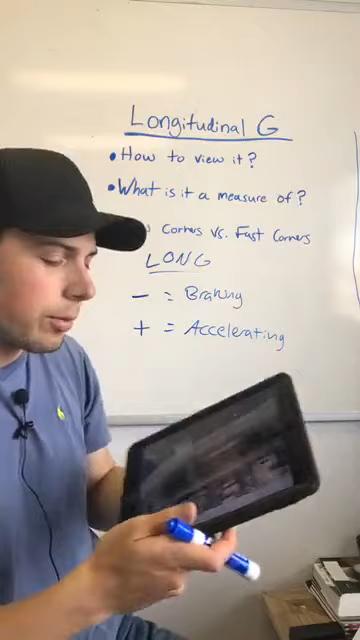 Longitudinal G
• How to view it?
• What is it a measure of?
Corners vs. Fast Corners
LONG
- = Braking
+ = Accelerating